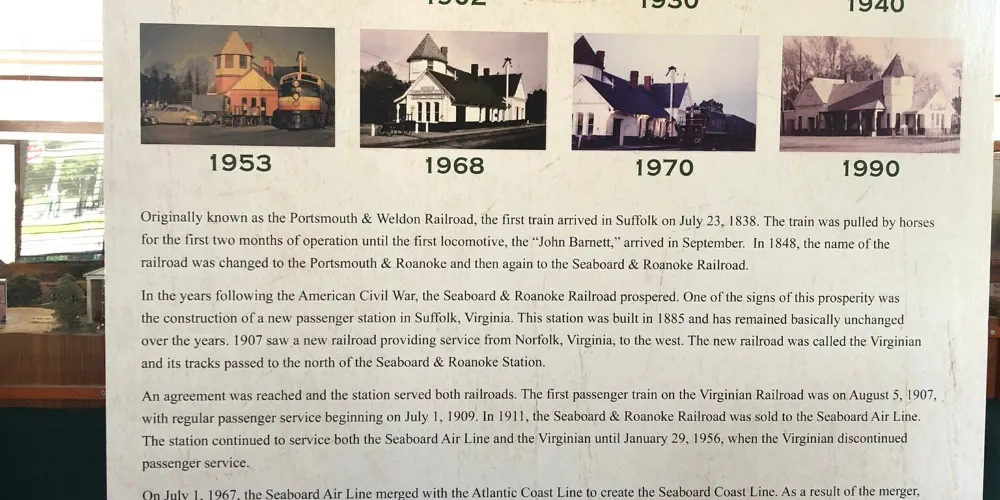 1902 1930 1940
1953 1968 1970 1990
Originally known as the Portsmouth & Weldon Railroad, the first train arrived in Suffolk on July 23, 1838. The train was pulled by horses
for the first two months of operation until the first locomotive, the “John Barnett,” arrived in September. In 1848, the name of the
railroad was changed to the Portsmouth & Roanoke and then again to the Seaboard & Roanoke Railroad.
In the years following the American Civil War, the Seaboard & Roanoke Railroad prospered. One of the signs of this prosperity was
the construction of a new passenger station in Suffolk, Virginia. This station was built in 1885 and has remained basically unchanged
over the years. 1907 saw a new railroad providing service from Norfolk, Virginia, to the west. The new railroad was called the Virginian
and its tracks passed to the north of the Seaboard & Roanoke Station.
An agreement was reached and the station served both railroads. The first passenger train on the Virginian Railroad was on August 5, 1907,
with regular passenger service beginning on July 1, 1909. In 1911, the Seaboard & Roanoke Railroad was sold to the Seaboard Air Line.
The station continued to service both the Seaboard Air Line and the Virginian until January 29, 1956, when the Virginian discontinued
passenger service.
On July 1, 1967, the Seaboard Air Line merged with the Atlantic Coast Line to create the Seaboard Coast Line. As a result of the merger,